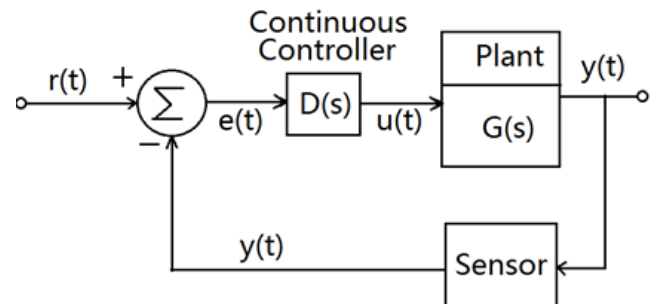 Continuous
Controller
r(t)
+
Σ
−
e(t)
D(s)
u(t)
Plant
G(s)
y(t)
y(t)
Sensor